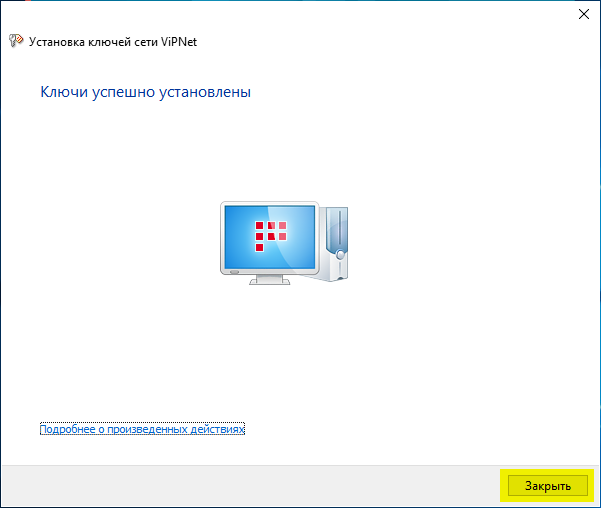 Установка ключей сети ViPNet
Ключи успешно установлены
Подробнее о произведенных действиях
Закрыть